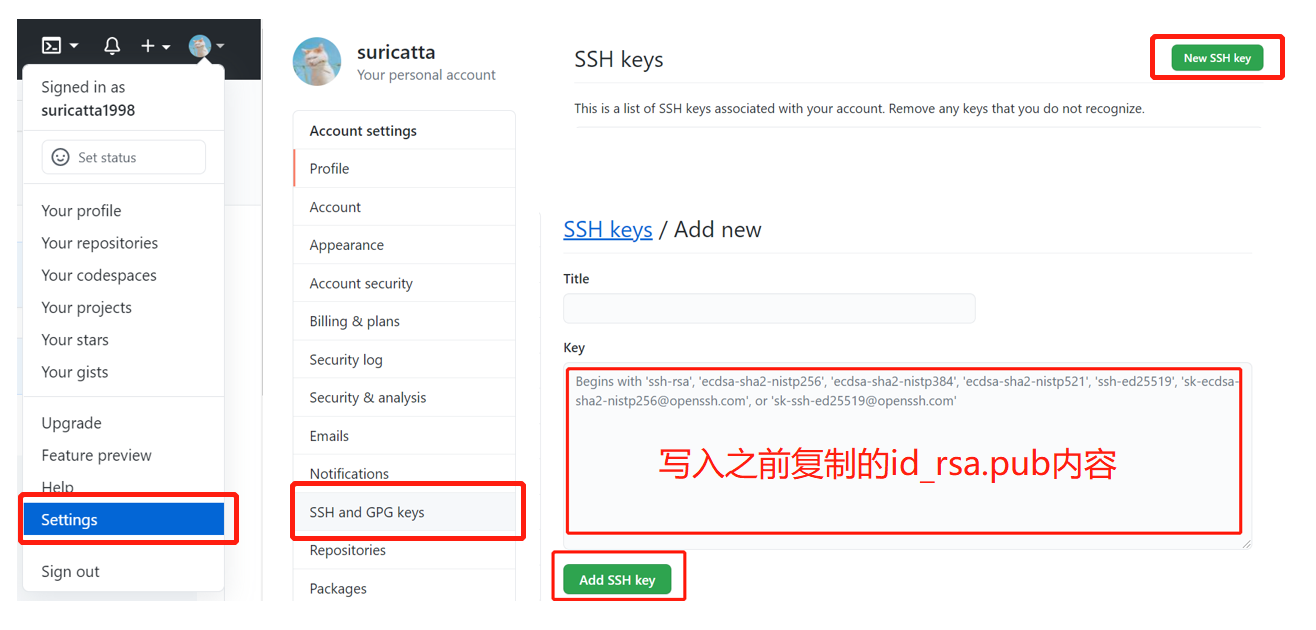 Signed in as
suricatta1998
Set status
Your profile
Your repositories
Your codespaces
Your projects
Your stars
Your gists
Upgrade
Feature preview
Help
Settings
Sign out
suricatta
Your personal account
Account settings
Profile
Account
Appearance
Account security
Billing & plans
Security log
Security & analysis
Emails
Notifications
SSH and GPG keys
Repositories
Packages
SSH keys
New SSH key
This is a list of SSH keys associated with your account. Remove any keys that you do not recognize.
SSH keys / Add new
Title
Key
Begins with 'ssh-rsa', 'ecdsa-sha2-nistp256', 'ecdsa-sha2-nistp384', 'ecdsa-sha2-nistp521', 'ssh-ed25519', 'sk-ecdsa-
sha2-nistp256@openssh.com', or 'sk-ssh-ed25519@openssh.com'
写入之前复制的id_rsa.pub内容
Add SSH key